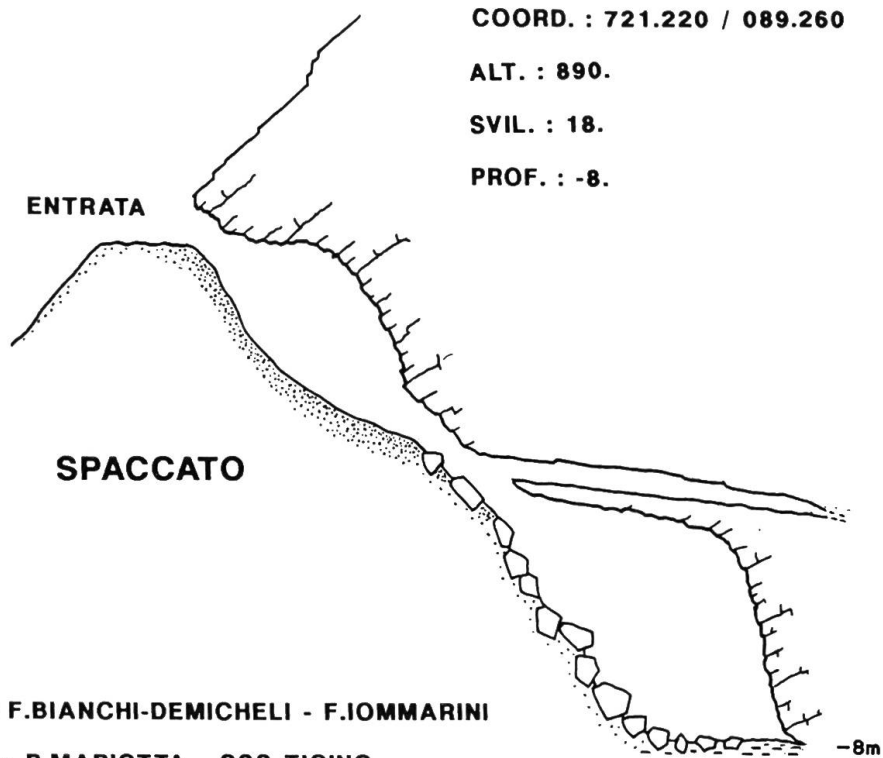 COORD. : 721.220 / 089.260
ALT. : 890.
SVIL. : 18.
PROF. : -8.
ENTRATA
SPACCATO
F.BIANCHI-DEMICHELI - F.IOMMARINI
-8m